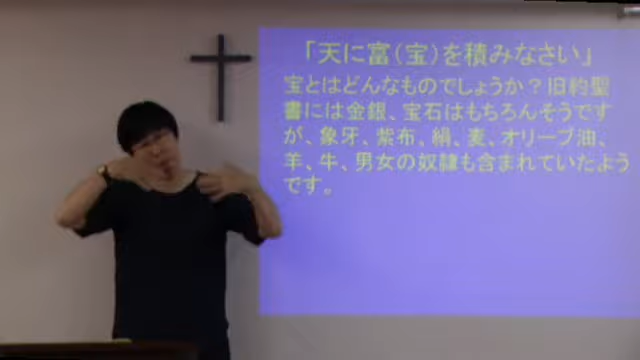 「天に富(宝)を積みなさい」
宝とはどんなものでしょうか?旧約聖
書には金銀、宝石はもちろんそうです
が、象牙、紫布、絹、麦、オリーブ油、
羊、牛、男女の奴隷も含まれていたよう
です。